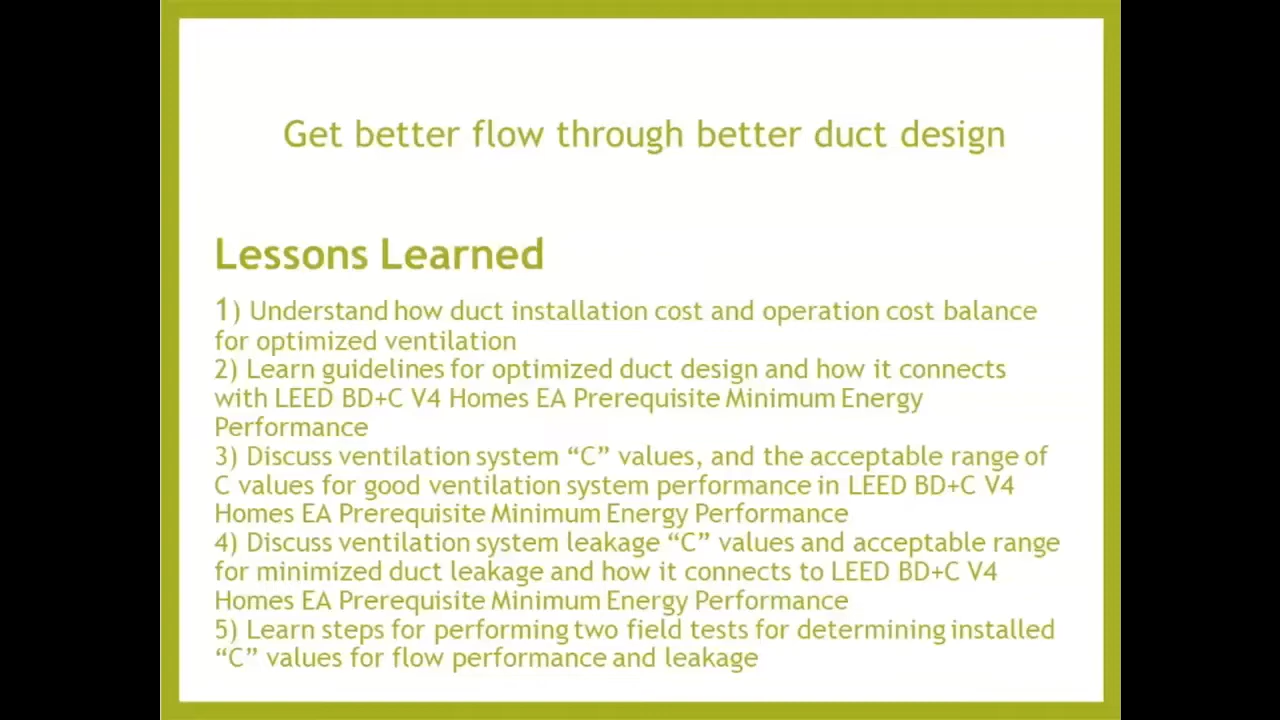 Get better flow through better duct design
Lessons Learned
1) Understand how duct installation cost and operation cost balance
for optimized ventilation
2) Learn guidelines for optimized duct design and how it connects
with LEED BD+C V4 Homes EA Prerequisite Minimum Energy
Performance
3) Discuss ventilation system “C” values, and the acceptable range of
C values for good ventilation system performance in LEED BD+C V4
Homes EA Prerequisite Minimum Energy Performance
4) Discuss ventilation system leakage “C” values and acceptable range
for minimized duct leakage and how it connects to LEED BD+C V4
Homes EA Prerequisite Minimum Energy Performance
5) Learn steps for performing two field tests for determining installed
“C” values for flow performance and leakage